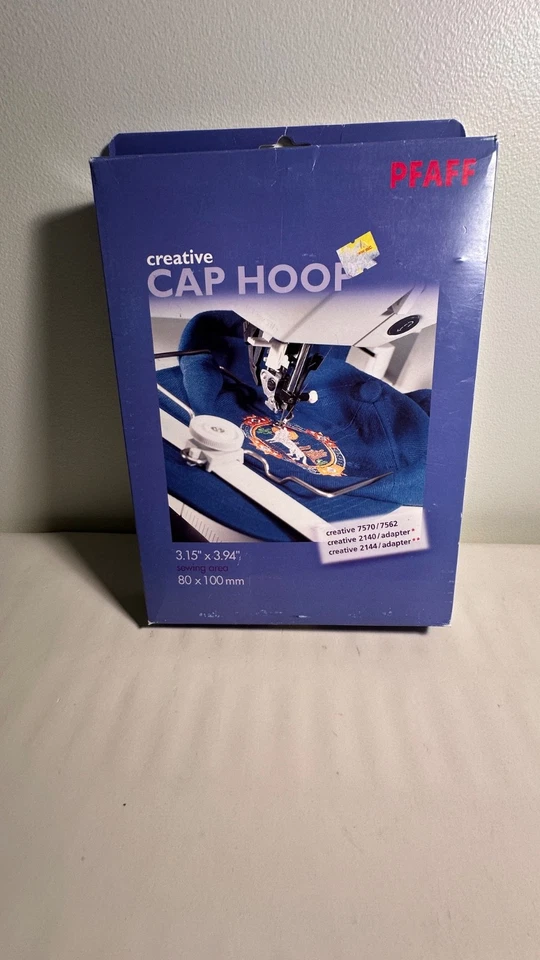 PFAFF
creative
CAP HOOP
creative 7570/7562
creative 2140/adapter*
creative 2144/adapter**
3.15" x 3.94"
sewing area
80 x 100 mm